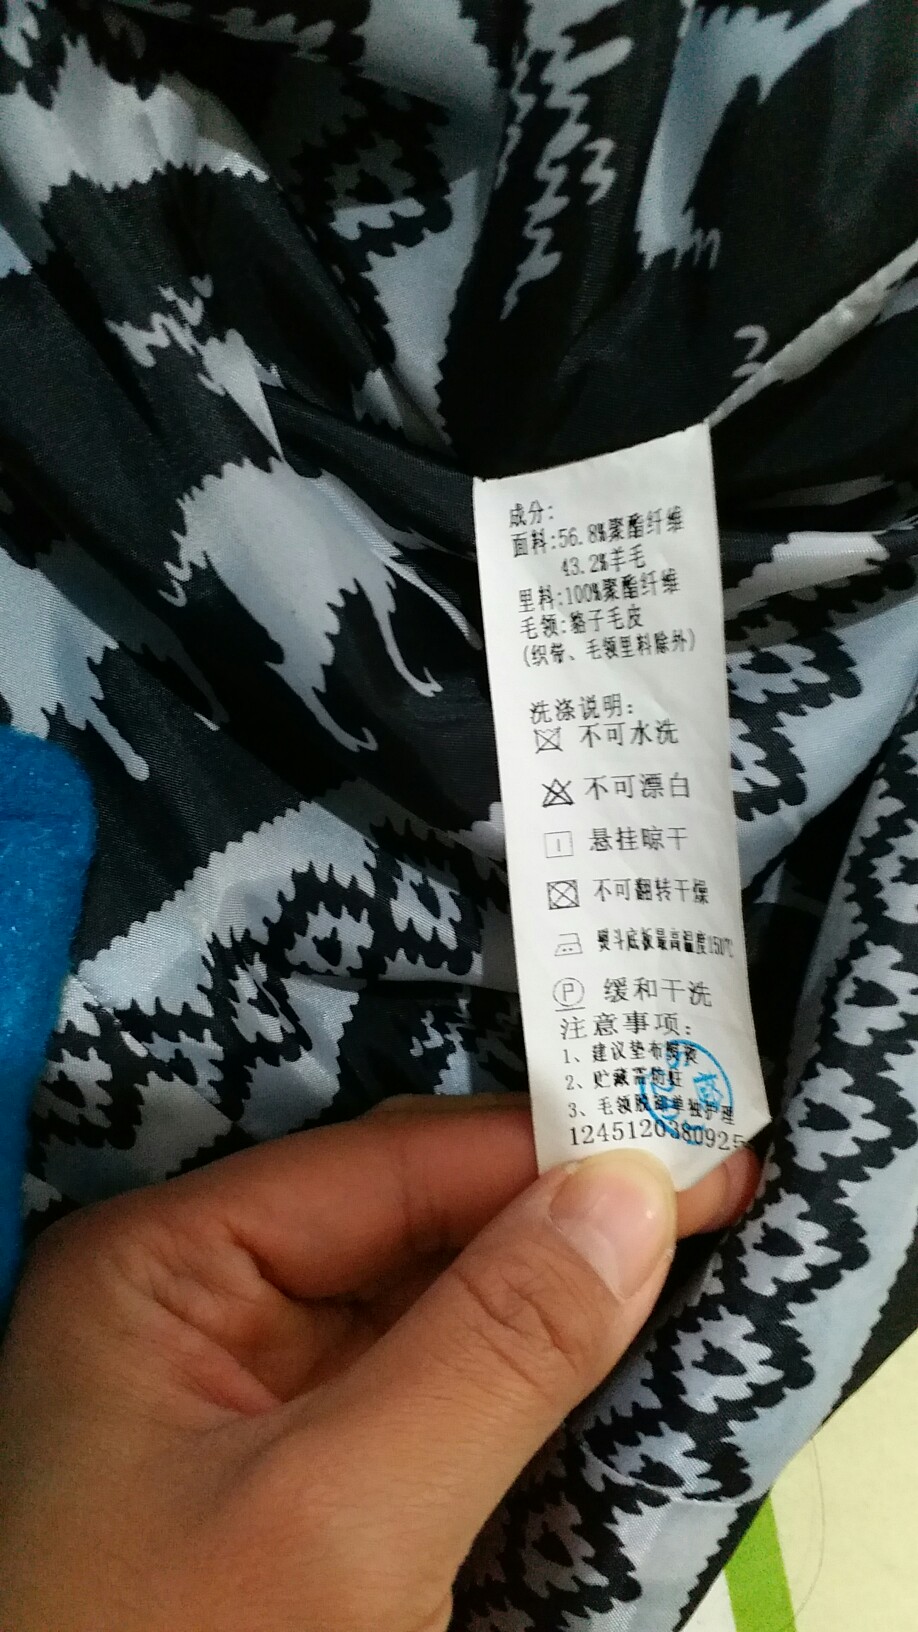 成分:
面料:56.8%聚酯纤维
43.2%羊毛
里料:100%聚酯纤维
毛领:貉子毛皮
(织带、毛领里料除外)
洗涤说明:
不可水洗
不可漂白
悬挂晾干
不可翻转干燥
熨斗底板最高温度150℃
P 缓和干洗
注意事项:
1、建议垫布熨烫
2、贮藏需防蛀
3、毛领脱卸单独护理
1245120380925